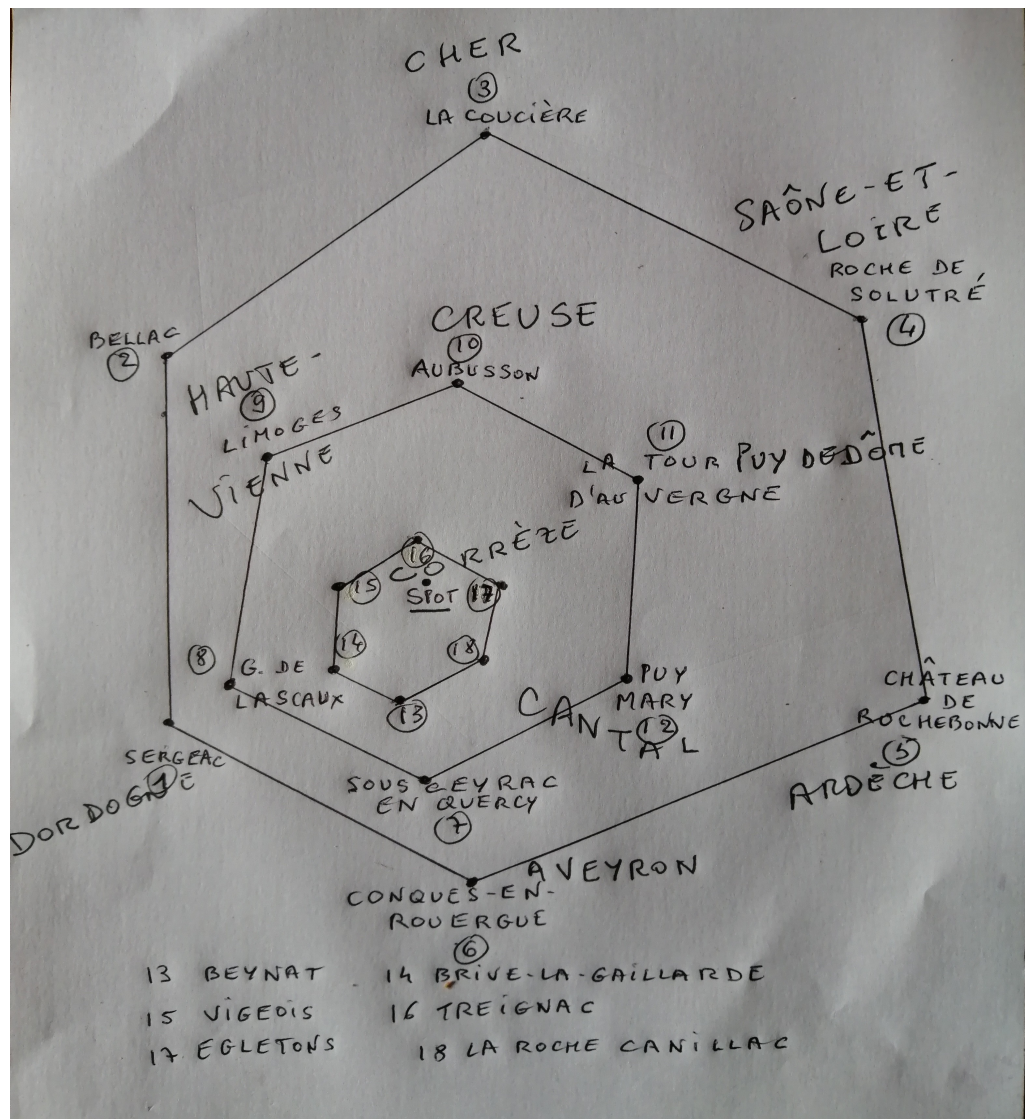 CHER
3
LA COUCIÈRE
SAÔNE-ET-
LOIRE
ROCHE DE
SOLUTRÉ
4
BELLAC
2
CREUSE
10
AUBUSSON
HAUTE-
9
LIMOGES
VIENNE
11
LA TOUR PUY DE DÔME
D'AUVERGNE
CORRÈZE
16
15
SPOT
17
14
18
13
8
G. DE
LASCAUX
PUY
MARY
12
CANTAL
CHÂTEAU
DE
ROCHEBONNE
5
ARDÈCHE
SERGEAC
1
DORDOGNE
SOUSCEYRAC
EN QUERCY
7
AVEYRON
CONQUES-EN-
ROUERGUE
6
13 BEYNAT 14 BRIVE-LA-GAILLARDE
15 VIGEOIS 16 TREIGNAC
17 EGLETONS 18 LA ROCHE CANILLAC